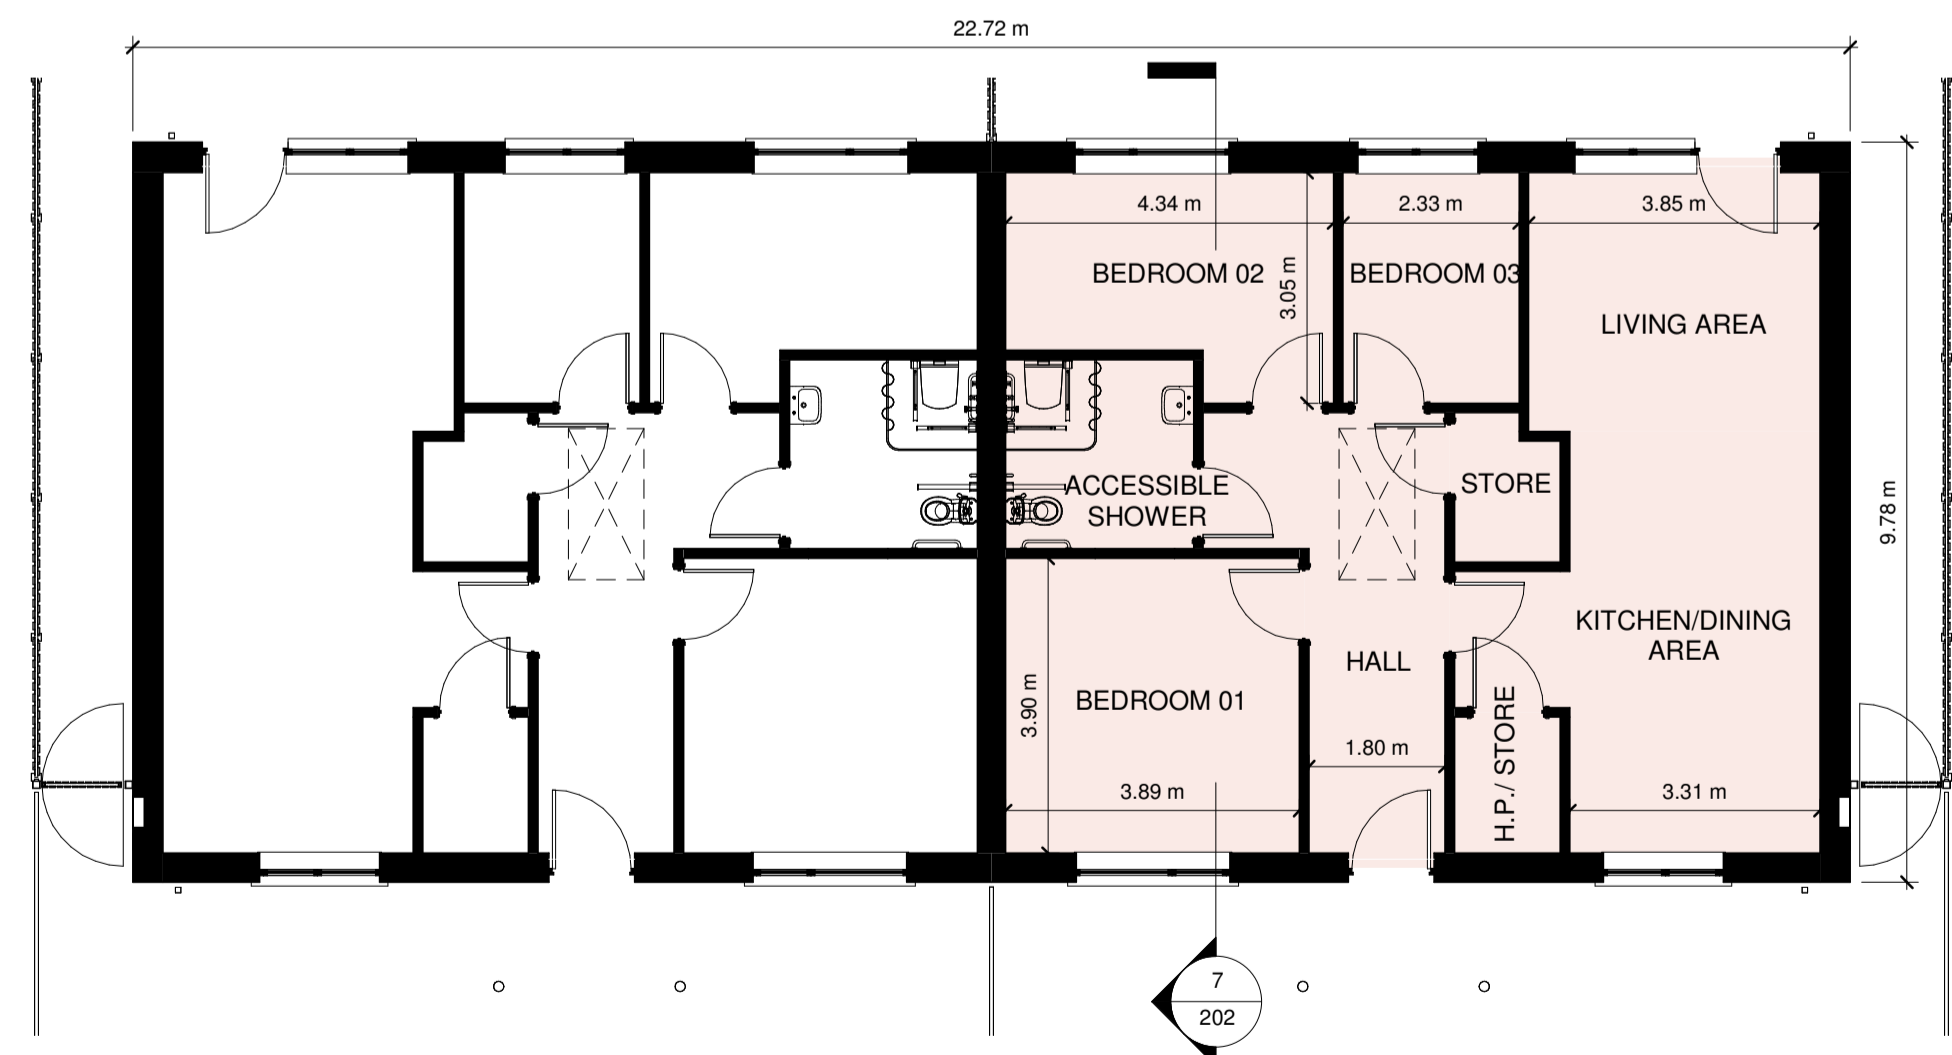 22.72 m
4.34 m
2.33 m
3.85 m
BEDROOM 02
3.05 m
BEDROOM 03
LIVING AREA
ACCESSIBLE
SHOWER
STORE
9.78 m
KITCHEN/DINING
AREA
HALL
BEDROOM 01
3.90 m
H.P./ STORE
1.80 m
3.89 m
3.31 m
7
202